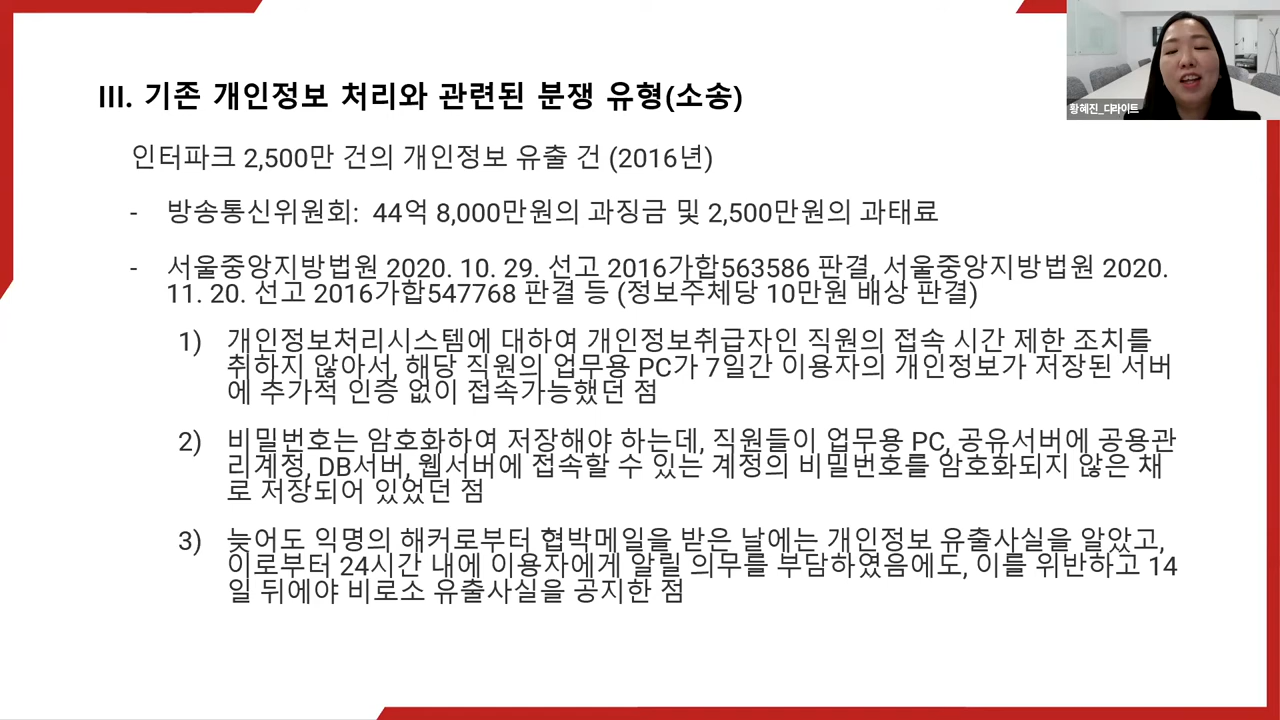 III. 기존 개인정보 처리와 관련된 분쟁 유형(소송)
황혜진_디라이트
인터파크 2,500만 건의 개인정보 유출 건 (2016년)
- 방송통신위원회: 44억 8,000만원의 과징금 및 2,500만원의 과태료
- 서울중앙지방법원 2020. 10. 29. 선고 2016가합563586 판결, 서울중앙지방법원 2020.
11. 20. 선고 2016가합547768 판결 등 (정보주체당 10만원 배상 판결)
1) 개인정보처리시스템에 대하여 개인정보취급자인 직원의 접속 시간 제한 조치를
취하지 않아서, 해당 직원의 업무용 PC가 7일간 이용자의 개인정보가 저장된 서버
에 추가적 인증 없이 접속가능했던 점
2) 비밀번호는 암호화하여 저장해야 하는데, 직원들이 업무용 PC, 공유서버에 공용관
리계정, DB서버, 웹서버에 접속할 수 있는 계정의 비밀번호를 암호화되지 않은 채
로 저장되어 있었던 점
3) 늦어도 익명의 해커로부터 협박메일을 받은 날에는 개인정보 유출사실을 알았고,
이로부터 24시간 내에 이용자에게 알릴 의무를 부담하였음에도, 이를 위반하고 14
일 뒤에야 비로소 유출사실을 공지한 점